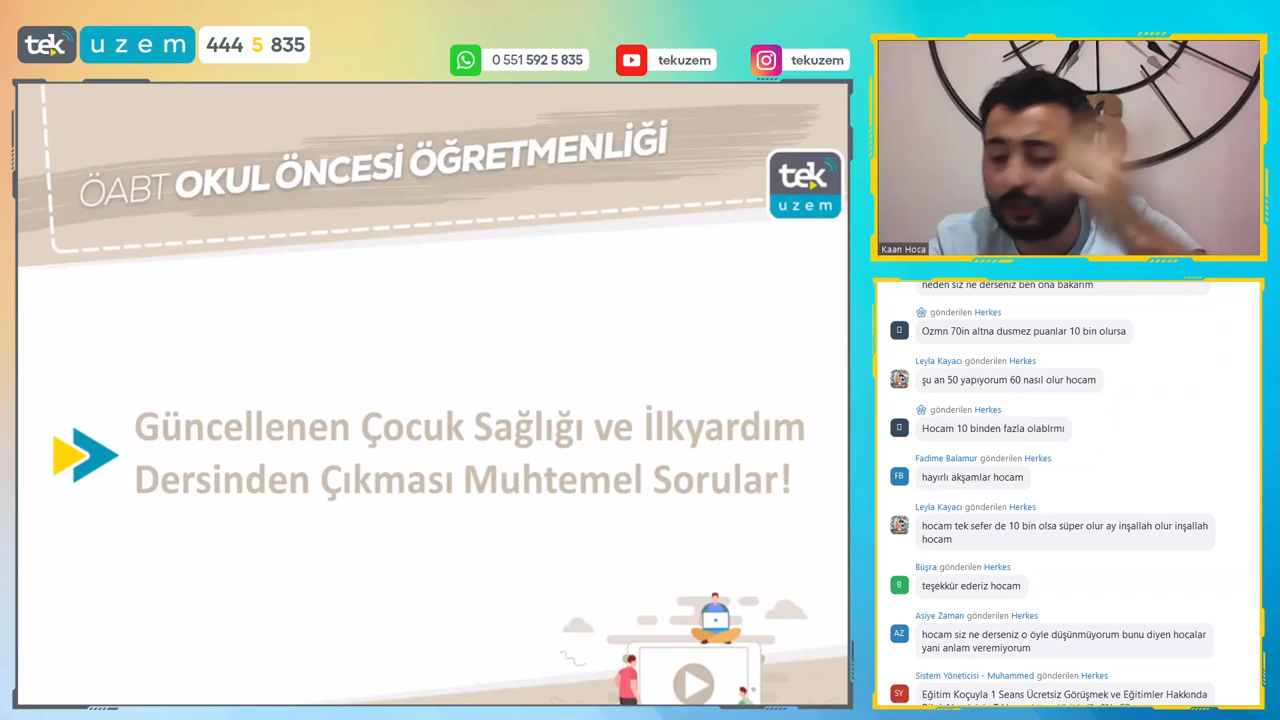 tek uzem 444 5 835
0 551 592 5 835
tekuzem
tekuzem
ÖABT OKUL ÖNCESİ ÖĞRETMENLİĞİ
tek
uzem
Güncellenen Çocuk Sağlığı ve İlkyardım
Dersinden Çıkması Muhtemel Sorular!
Kaan Hoca
neden siz ne derseniz ben ona bakarım
gönderilen Herkes
Ozmn 70in altna dusmez puanlar 10 bin olursa
Leyla Kayacı gönderilen Herkes
şu an 50 yapıyorum 60 nasıl olur hocam
gönderilen Herkes
Hocam 10 binden fazla olabIrmı
Fadime Balamur gönderilen Herkes
FB
hayırlı akşamlar hocam
Leyla Kayacı gönderilen Herkes
hocam tek sefer de 10 bin olsa süper olur ay inşallah olur inşallah
hocam
Büşra gönderilen Herkes
B
teşekkür ederiz hocam
Asiye Zaman gönderilen Herkes
AZ
hocam siz ne derseniz o öyle düşünmüyorum bunu diyen hocalar
yani anlam veremiyorum
Sistem Yöneticisi - Muhammed gönderilen Herkes
SY
Eğitim Koçuyla 1 Seans Ücretsiz Görüşmek ve Eğitimler Hakkında